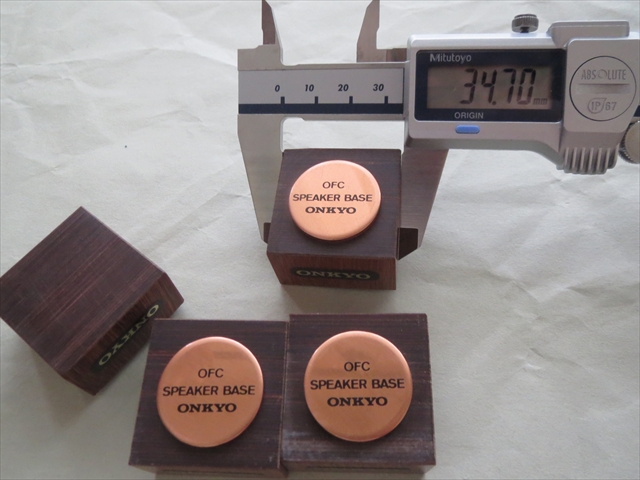 Mitutoyo
34.70
mm
ABSOLUTE
IP67
ORIGIN
0 10 20 30
OFC
SPEAKER BASE
ONKYO
ONKYO
ONKYO
OFC
SPEAKER BASE
ONKYO
OFC
SPEAKER BASE
ONKYO